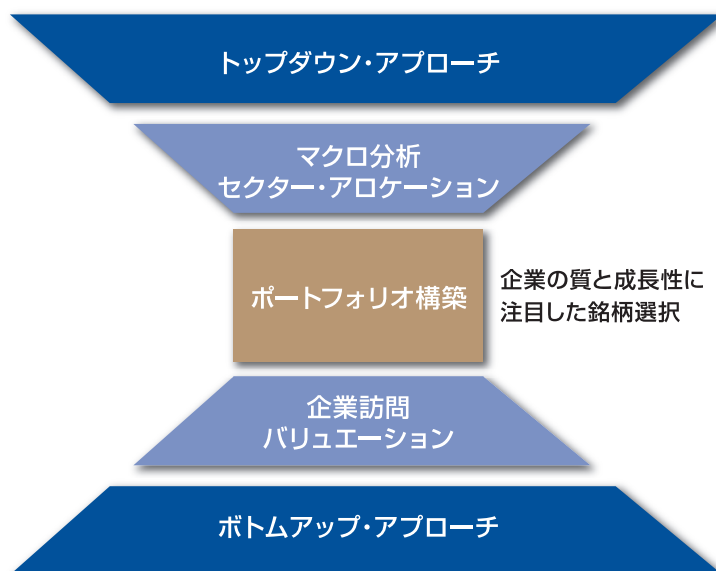 トップダウン・アプローチ
マクロ分析
セクター・アロケーション
ポートフォリオ構築
企業の質と成長性に
注目した銘柄選択
企業訪問
バリュエーション
ボトムアップ・アプローチ